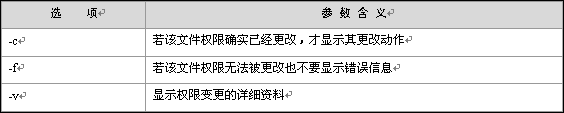 选 项 参 数 含 义
-c 若该文件权限确实已经更改，才显示其更改动作
-f 若该文件权限无法被更改也不要显示错误信息
-v 显示权限变更的详细资料